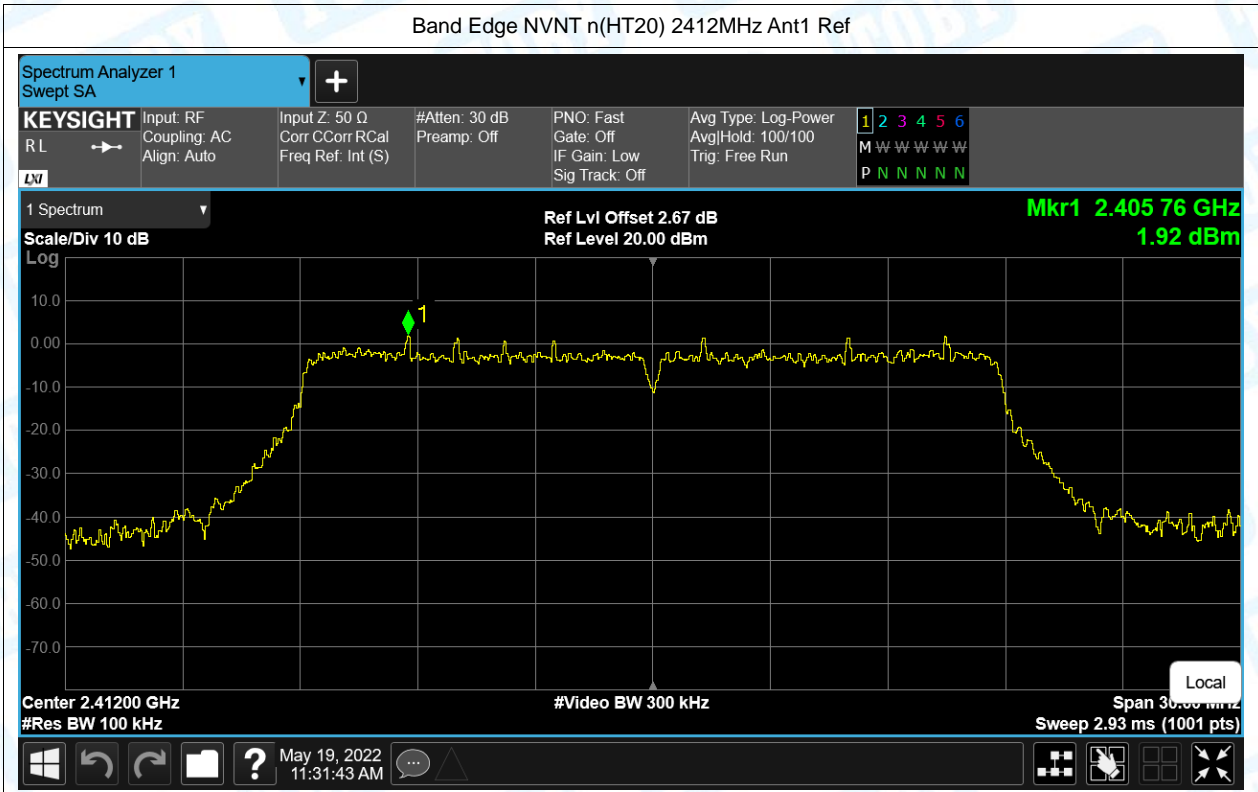 Band Edge NVNT n(HT20) 2412MHz Ant1 Ref
Spectrum Analyzer 1
Swept SA
+
KEYSIGHT
R L
LXI
Input: RF
Coupling: AC
Align: Auto
Input Z: 50 Ω
Corr CCorr RCal
Freq Ref: Int (S)
#Atten: 30 dB
Preamp: Off
PNO: Fast
Gate: Off
IF Gain: Low
Sig Track: Off
Avg Type: Log-Power
Avg|Hold: 100/100
Trig: Free Run
1 2 3 4 5 6
M W W W W W
P N N N N N
1 Spectrum
Scale/Div 10 dB
Log
Ref Lvl Offset 2.67 dB
Ref Level 20.00 dBm
Mkr1 2.405 76 GHz
1.92 dBm
1
10.0
0.00
-10.0
-20.0
-30.0
-40.0
-50.0
-60.0
-70.0
Local
Center 2.41200 GHz
#Video BW 300 kHz
Span 30.00 MHz
#Res BW 100 kHz
Sweep 2.93 ms (1001 pts)
?
May 19, 2022
11:31:43 AM